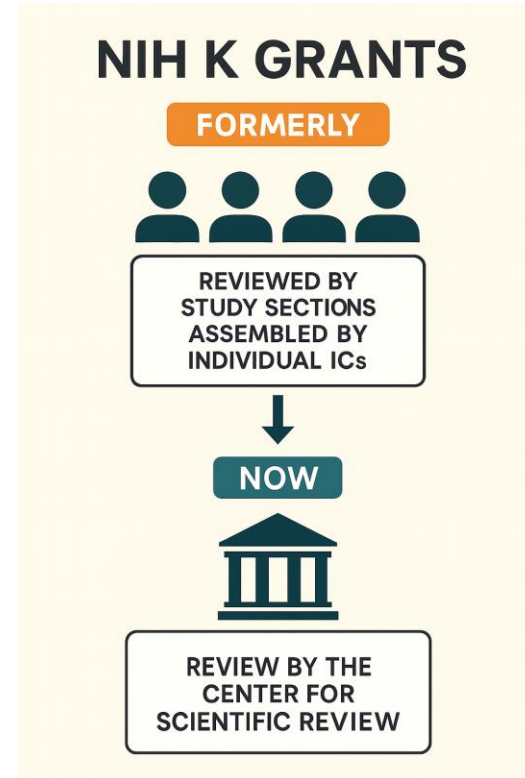 NIH K GRANTS
FORMERLY
REVIEWED BY
STUDY SECTIONS
ASSEMBLED BY
INDIVIDUAL ICs
NOW
REVIEW BY THE
CENTER FOR
SCIENTIFIC REVIEW